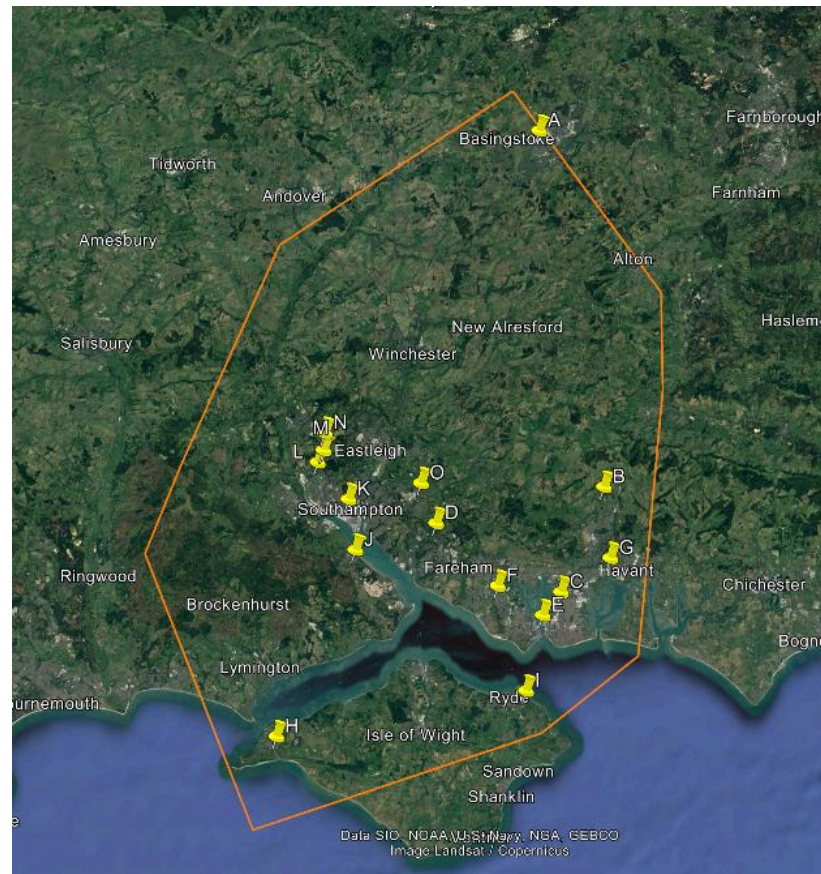 A
Farnborough
Basingstoke
Tidworth
Andover
Farnham
Amesbury
Alton
New Alresford
Haslem
Salisbury
Winchester
N
M
L
Eastleigh
O
B
K
Southampton
D
J
G
Fareham
F
Havant
Ringwood
C
Chichester
Brockenhurst
E
Bogn
Lymington
I
Ryde
ournemouth
H
Isle of Wight
Sandown
Shanklin
e
Data SIO, NOAA, U.S. Navy, NGA, GEBCO
Image Landsat / Copernicus